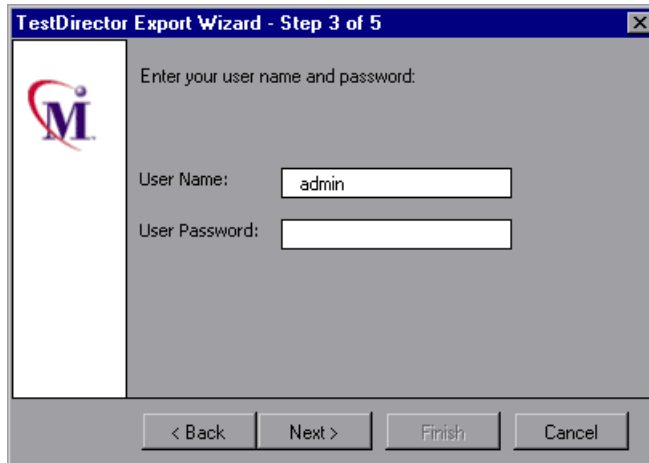 TestDirector Export Wizard - Step 3 of 5
Enter your user name and password:
M
User Name:
admin
User Password:
< Back
Next >
Finish
Cancel